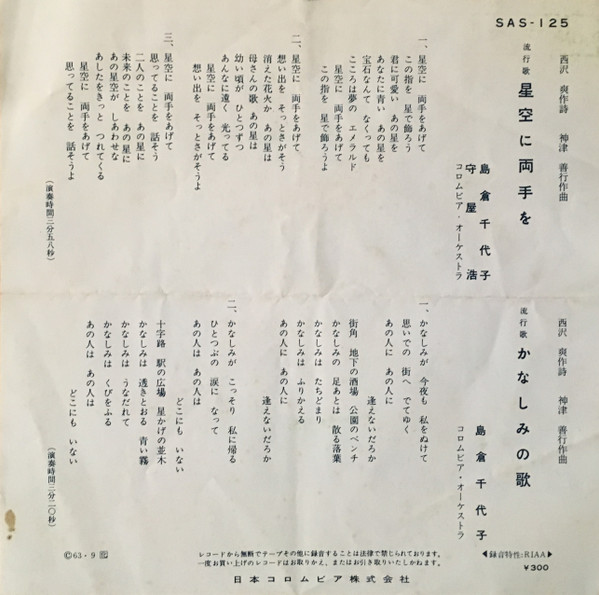 SAS-125
西沢 爽作詩 神津 善行作曲
流行歌 星空に両手を
島倉千代子
守屋 浩
コロムビア・オーケストラ
一、星空に 両手をあげて
この指を 星で飾ろう
君に可愛い あの星を
あなたに青い あの星を
宝石なんて なくっても
こころは夢の エメラルド
星空に 両手をあげて
この指を 星で飾ろうよ
二、星空に 両手をあげて
想い出を そっとさがそう
消えた花火か あの星は
母さんの歌 あの星は
幼い頃が ひとつずつ
あんなに遠く 光ってる
星空に 両手をあげて
想い出を そっとさがそうよ
三、星空に 両手をあげて
思ってることを 話そう
二人のことを あの星に
未来のことを あの星に
あの星空が しあわせな
あしたをきっと つれてくる
星空に 両手をあげて
思ってることを 話そうよ
(演奏時間三分五八秒)
西沢 爽作詩 神津 善行作曲
流行歌 かなしみの歌
島倉千代子
コロムビア・オーケストラ
一、かなしみが 今夜も 私をぬけて
思いでの 街へ でてゆく
あの人に あの人に
逢えないだろか
街角 地下の酒場 公園のベンチ
かなしみの 足あとは 散る落葉
かなしみは たちどまり
かなしみは ふりかえる
あの人に あの人に
逢えないだろか
二、かなしみが こっそり 私に帰る
ひとつぶの 涙に なって
あの人は あの人は
どこにも いない
十字路 駅の広場 星かげの並木
かなしみは 透きとおる 青い霧
かなしみは うなだれて
かなしみは くびをふる
あの人は あの人は
どこにも いない
(演奏時間三分二〇秒)
◀録音特性:RIAA▶
¥300
レコードから無断でテープその他に録音することは法律で禁じられております。
一度お買い上げのレコードはお取りかえ、またはお引き取りいたしかねます。
日本コロムビア株式会社
©63・9